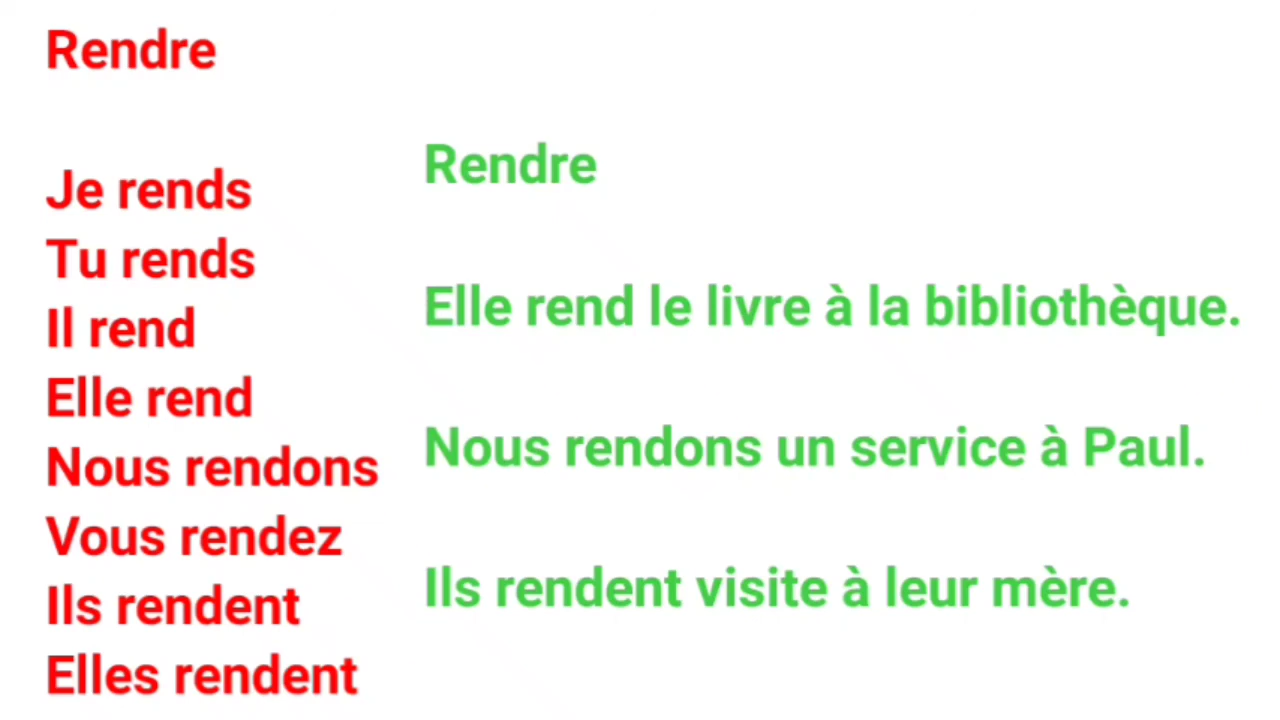 Rendre
Je rends
Tu rends
Il rend
Elle rend
Nous rendons
Vous rendez
Ils rendent
Elles rendent
Rendre
Elle rend le livre à la bibliothèque.
Nous rendons un service à Paul.
Ils rendent visite à leur mère.